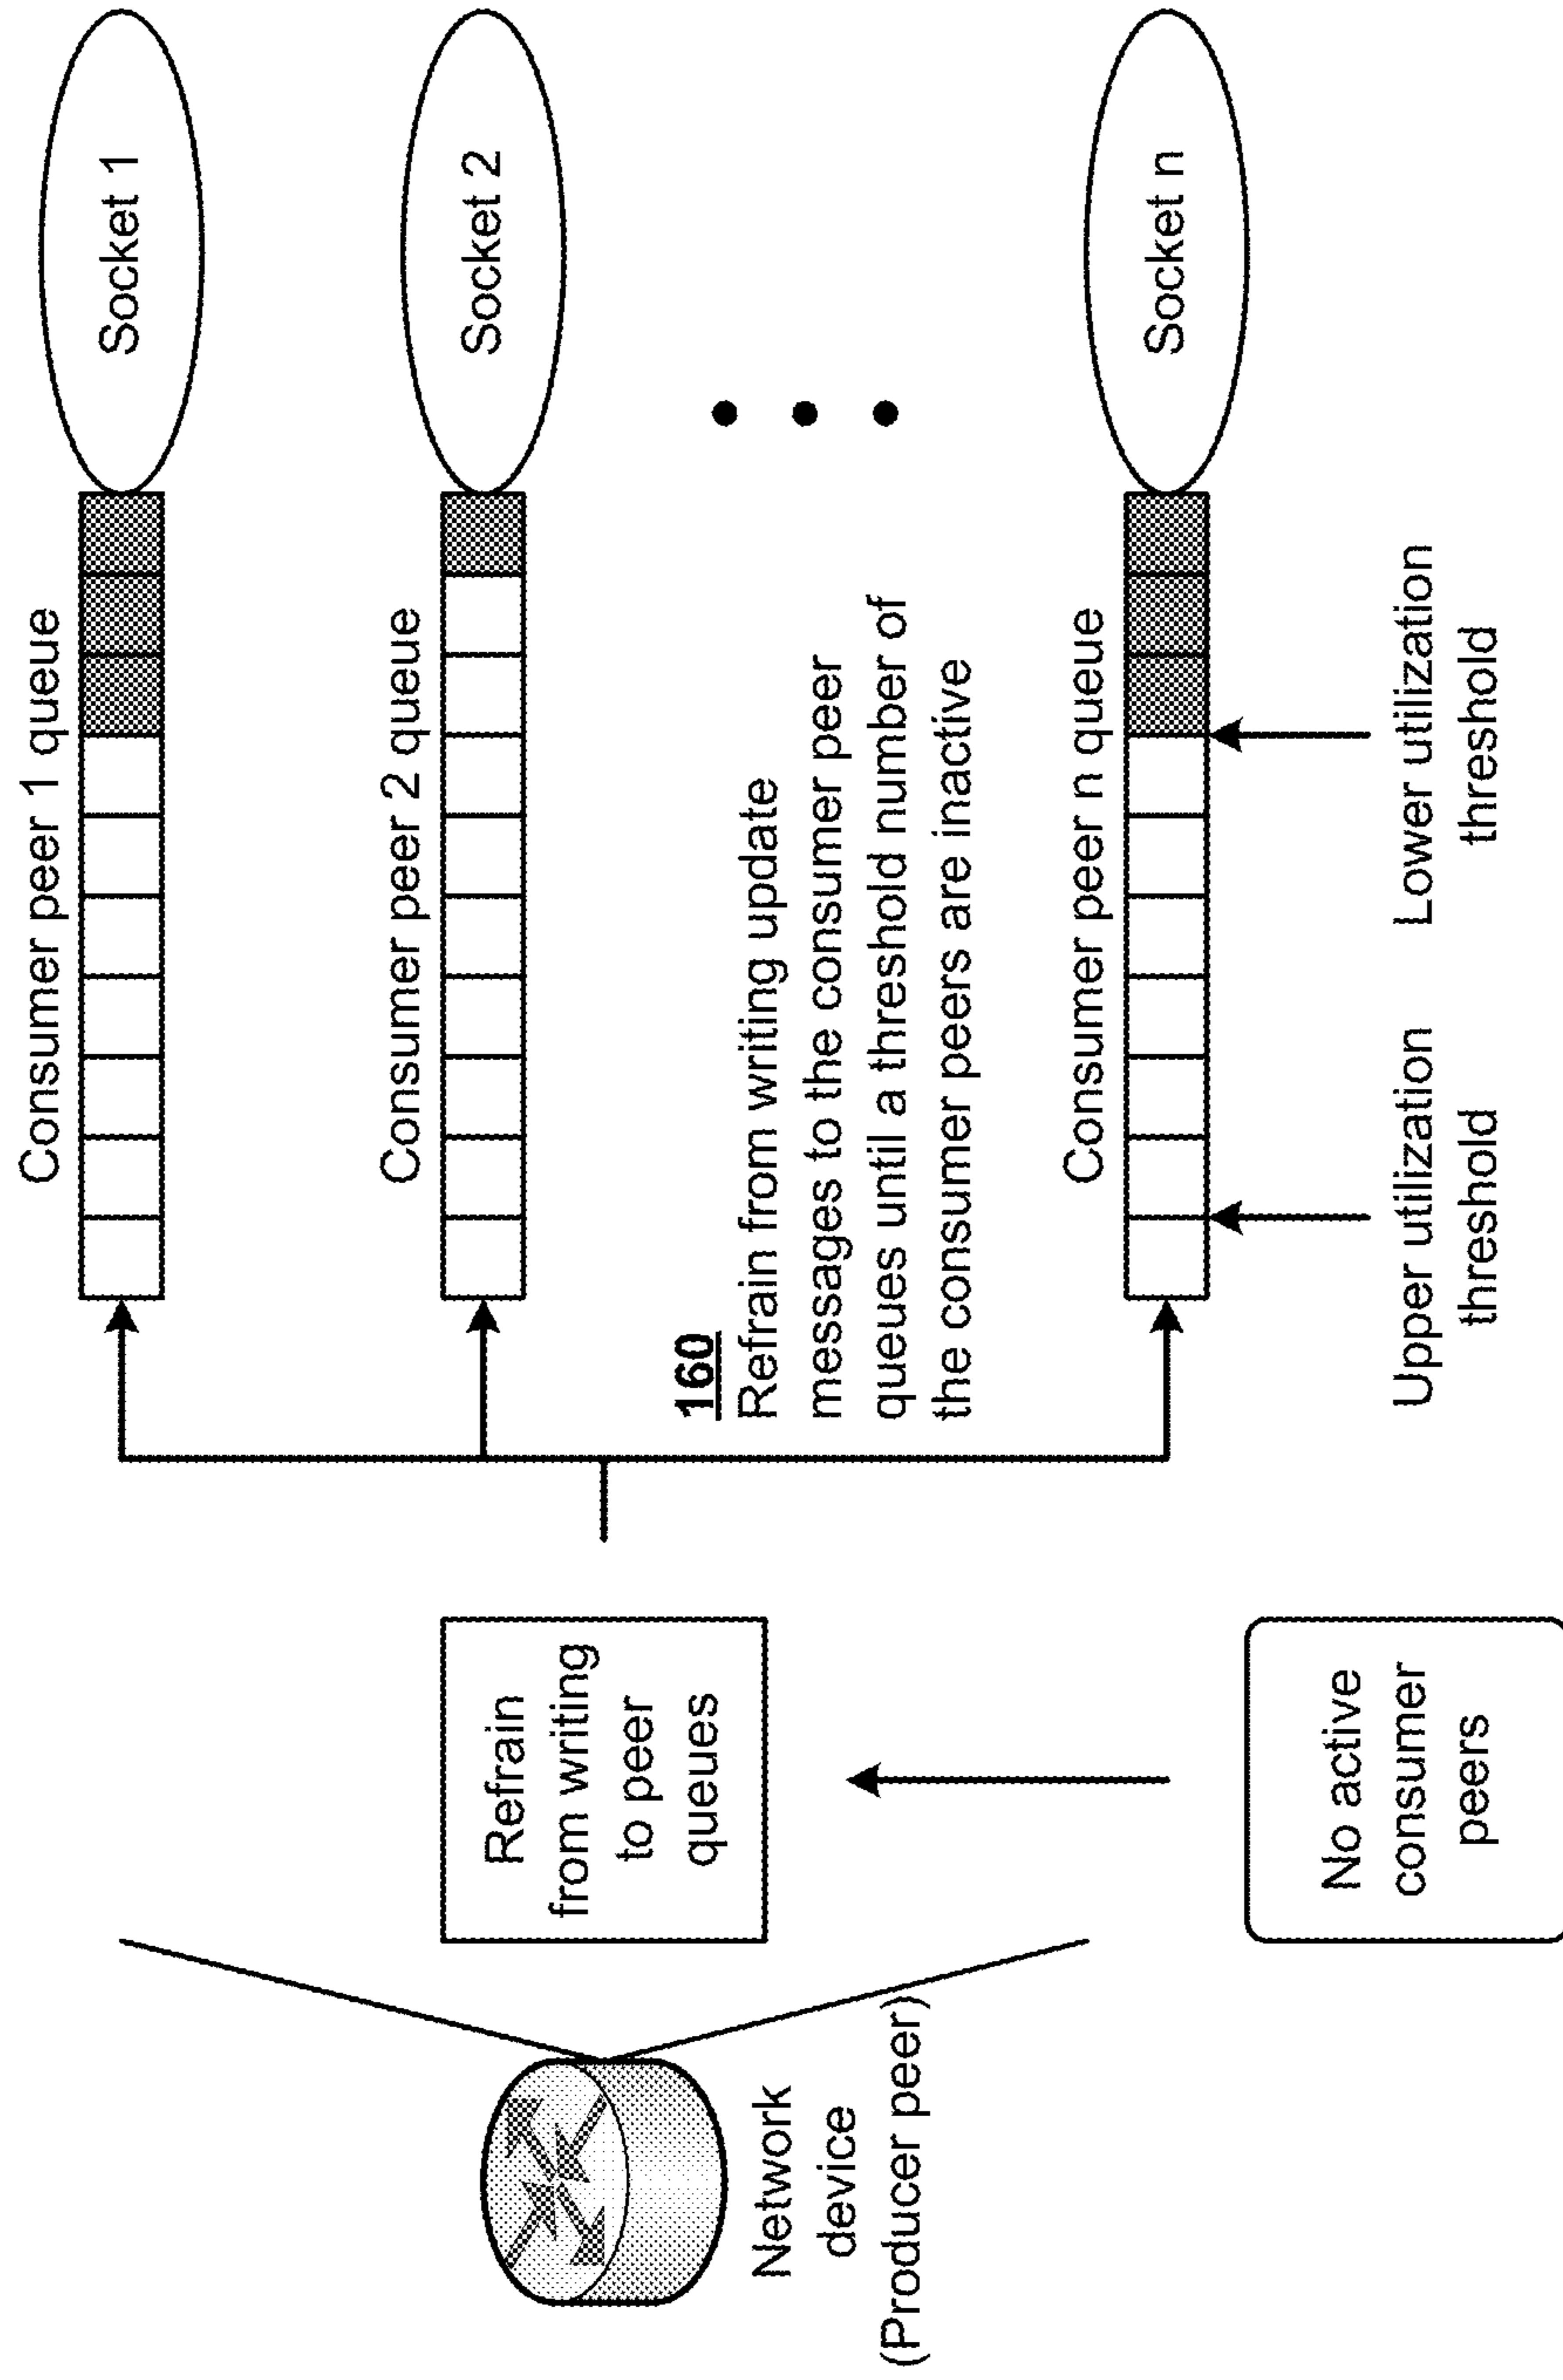 Consumer peer 1 queue
Socket 1
Consumer peer 2 queue
Socket 2
160
Refrain from writing update
messages to the consumer peer
queues until a threshold number of
the consumer peers are inactive
Consumer peer n queue
Socket n
Upper utilization
threshold
Lower utilization
threshold
Refrain
from writing
to peer
queues
No active
consumer
peers
Network
device
(Producer peer)